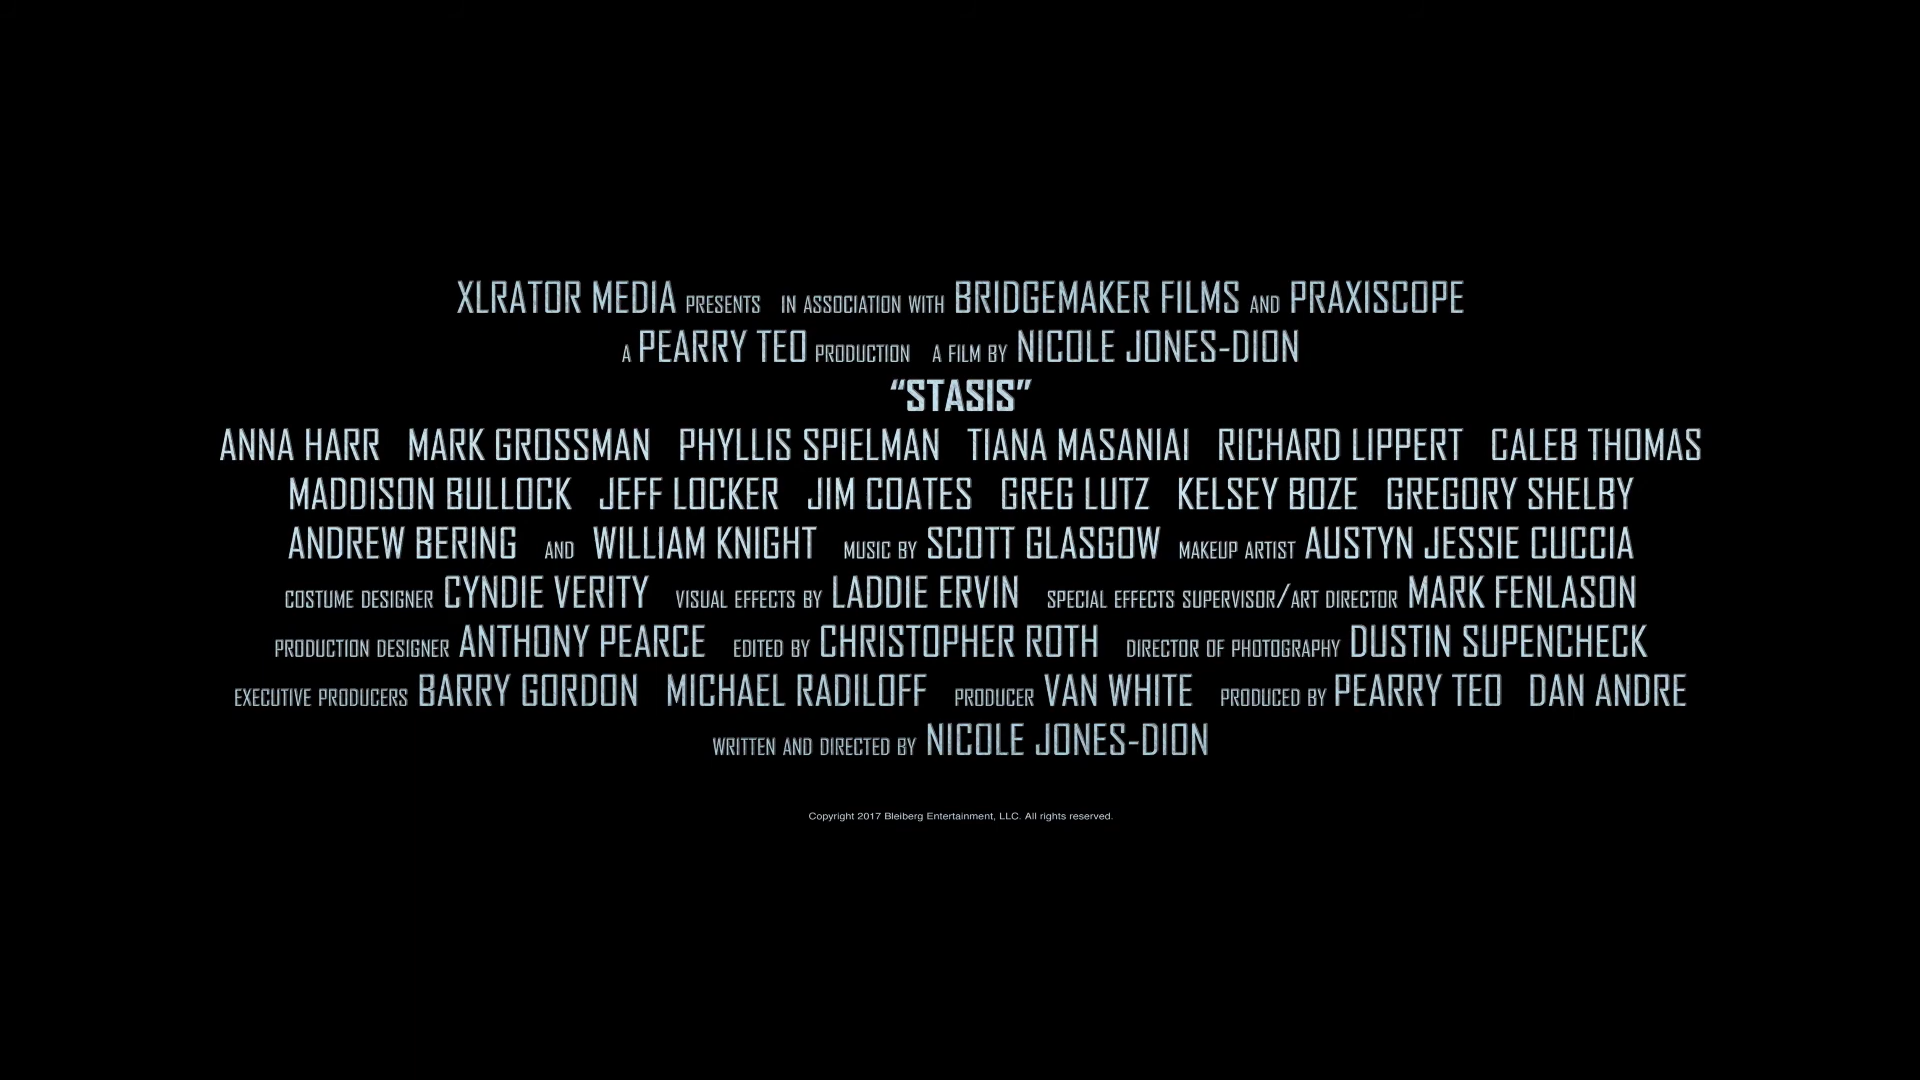 XLRATOR MEDIA PRESENTS IN ASSOCIATION WITH BRIDGEMAKER FILMS AND PRAXISCOPE
A PEARRY TEO PRODUCTION A FILM BY NICOLE JONES-DION
“STASIS”
ANNA HARR MARK GROSSMAN PHYLLIS SPIELMAN TIANA MASANIAI RICHARD LIPPERT CALEB THOMAS
MADDISON BULLOCK JEFF LOCKER JIM COATES GREG LUTZ KELSEY BOZE GREGORY SHELBY
ANDREW BERING AND WILLIAM KNIGHT MUSIC BY SCOTT GLASGOW MAKEUP ARTIST AUSTYN JESSIE CUCCIA
COSTUME DESIGNER CYNDIE VERITY VISUAL EFFECTS BY LADDIE ERVIN SPECIAL EFFECTS SUPERVISOR/ART DIRECTOR MARK FENLASON
PRODUCTION DESIGNER ANTHONY PEARCE EDITED BY CHRISTOPHER ROTH DIRECTOR OF PHOTOGRAPHY DUSTIN SUPENCHECK
EXECUTIVE PRODUCERS BARRY GORDON MICHAEL RADILOFF PRODUCER VAN WHITE PRODUCED BY PEARRY TEO DAN ANDRE
WRITTEN AND DIRECTED BY NICOLE JONES-DION
Copyright 2017 Bleiberg Entertainment, LLC. All rights reserved.